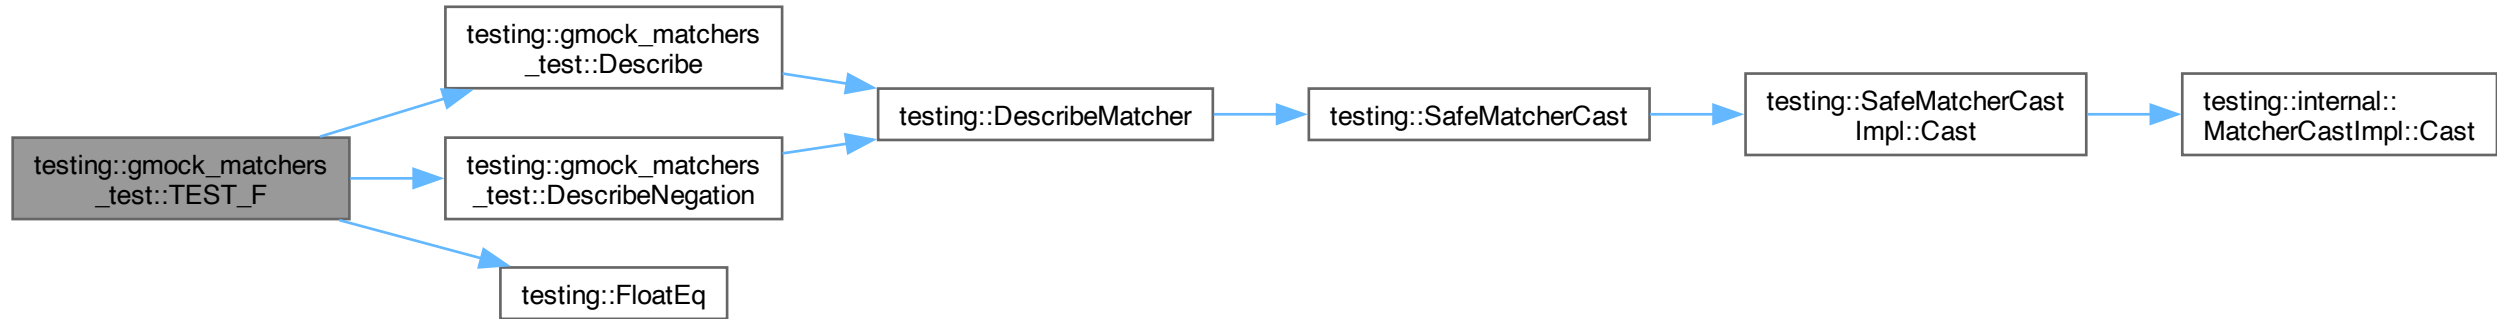 testing::gmock_matchers
_test::TEST_F
testing::gmock_matchers
_test::Describe
testing::gmock_matchers
_test::DescribeNegation
testing::FloatEq
testing::DescribeMatcher
testing::SafeMatcherCast
testing::SafeMatcherCast
Impl::Cast
testing::internal::
MatcherCastImpl::Cast